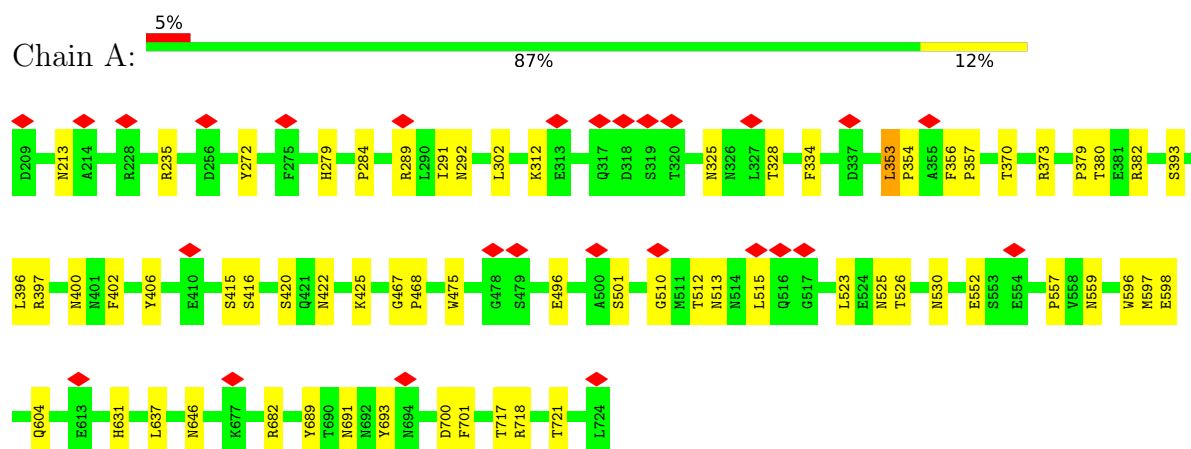 5%
Chain A:
87% 12%
D209 N213 A214 R228 R235 D256 Y272 F275 H279 P284 R289 L290 I291 N292 L302 K312 E313 Q317 D318 S319 T320 N325 N326 L327 T328 F334 D337 L353 P354 A355 F356 P357 T370 R373 P379 T380 E381 R382 S393
L396 R397 N400 N401 F402 Y406 E410 S415 S416 S420 Q421 N422 K425 G467 P468 W475 G478 S479 E496 A500 S501 G510 M511 T512 N513 N514 L515 Q516 G517 L523 E524 N525 T526 N530 E552 S553 E554 P557 V558 N559 W596 M597 E598
Q604 E613 H631 L637 N646 K677 R682 Y689 T690 N691 N692 Y693 N694 D700 F701 T717 R718 T721 L724